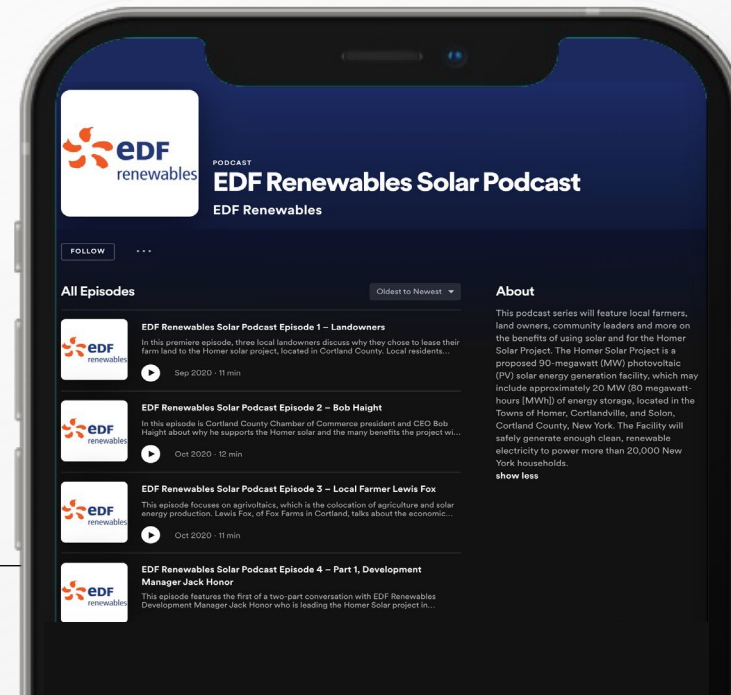 eDF
renewables
PODCAST
EDF Renewables Solar Podcast
EDF Renewables
FOLLOW
All Episodes
Oldest to Newest
eDF
renewables
EDF Renewables Solar Podcast Episode 1 – Landowners
In this premiere episode, three local landowners discuss why they chose to lease their
farm land to the Homer solar project, located in Cortland County. Local residents...
Sep 2020 · 11 min
eDF
renewables
EDF Renewables Solar Podcast Episode 2 – Bob Haight
In this episode is Cortland County Chamber of Commerce president and CEO Bob
Haight about why he supports the Homer solar and the many benefits the project wi...
Oct 2020 · 12 min
eDF
renewables
EDF Renewables Solar Podcast Episode 3 – Local Farmer Lewis Fox
This episode focuses on agrivoltaics, which is the colocation of agriculture and solar
energy production. Lewis Fox, of Fox Farms in Cortland, talks about the economic...
Oct 2020 · 11 min
eDF
renewables
EDF Renewables Solar Podcast Episode 4 – Part 1, Development
Manager Jack Honor
This episode features the first of a two-part conversation with EDF Renewables
Development Manager Jack Honor who is leading the Homer Solar project in...
About
This podcast series will feature local farmers,
land owners, community leaders and more on
the benefits of using solar and for the Homer
Solar Project. The Homer Solar Project is a
proposed 90-megawatt (MW) photovoltaic
(PV) solar energy generation facility, which may
include approximately 20 MW (80 megawatt-
hours [MWh]) of energy storage, located in the
Towns of Homer, Cortlandville, and Solon,
Cortland County, New York. The Facility will
safely generate enough clean, renewable
electricity to power more than 20,000 New
York households.
show less